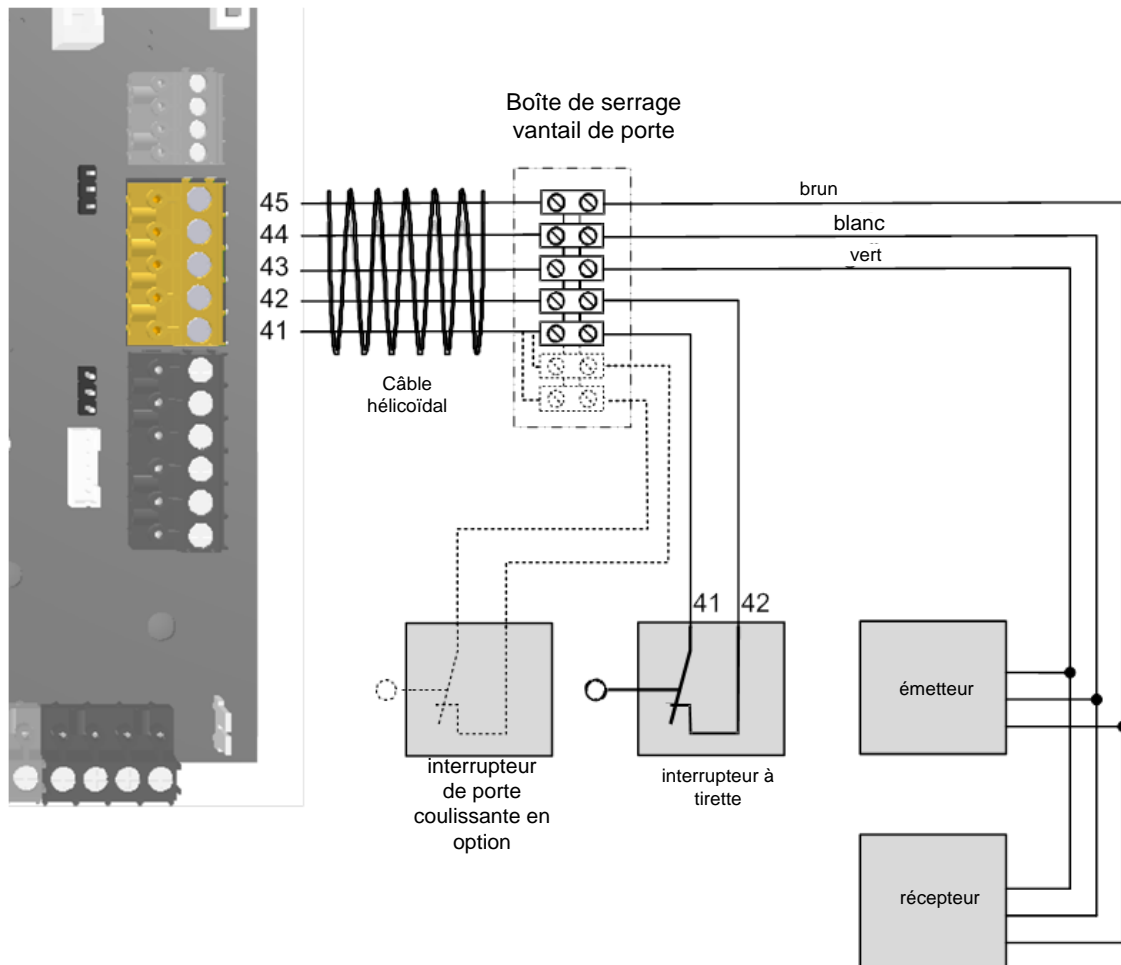 Boîte de serrage
vantail de porte
45
44
43
42
41
brun
blanc
vert
Câble
hélicoïdal
41 42
interrupteur
de porte
coulissante en
option
interrupteur à
tirette
émetteur
récepteur